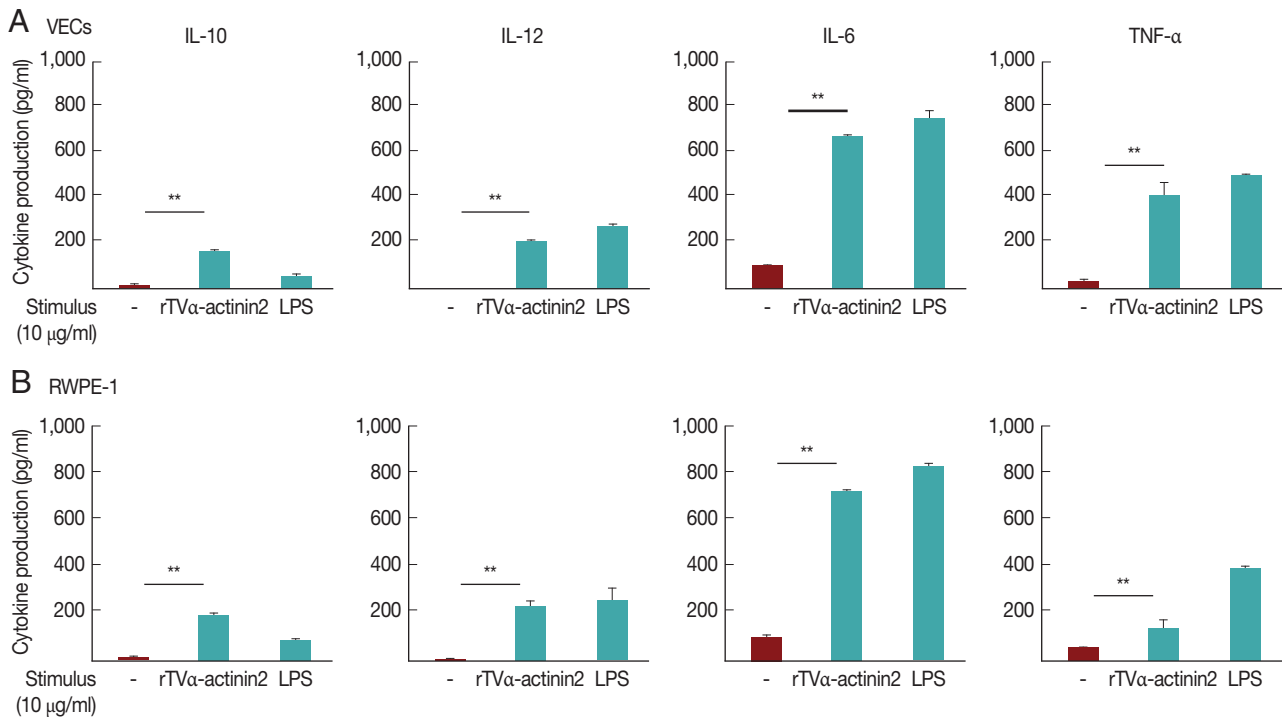 A VECs
IL-10 IL-12 IL-6 TNF-α
Cytokine production (pg/ml)
1,000 1,000 1,000 1,000
800 800 800 800
600 600 600 600
400 400 400 400
200 200 200 200
** ** ** **
Stimulus - rTVα-actinin2 LPS - rTVα-actinin2 LPS - rTVα-actinin2 LPS - rTVα-actinin2 LPS
(10 μg/ml)
B RWPE-1
Cytokine production (pg/ml)
1,000 1,000 1,000 1,000
800 800 800 800
600 600 600 600
400 400 400 400
200 200 200 200
** ** ** **
Stimulus - rTVα-actinin2 LPS - rTVα-actinin2 LPS - rTVα-actinin2 LPS - rTVα-actinin2 LPS
(10 μg/ml)